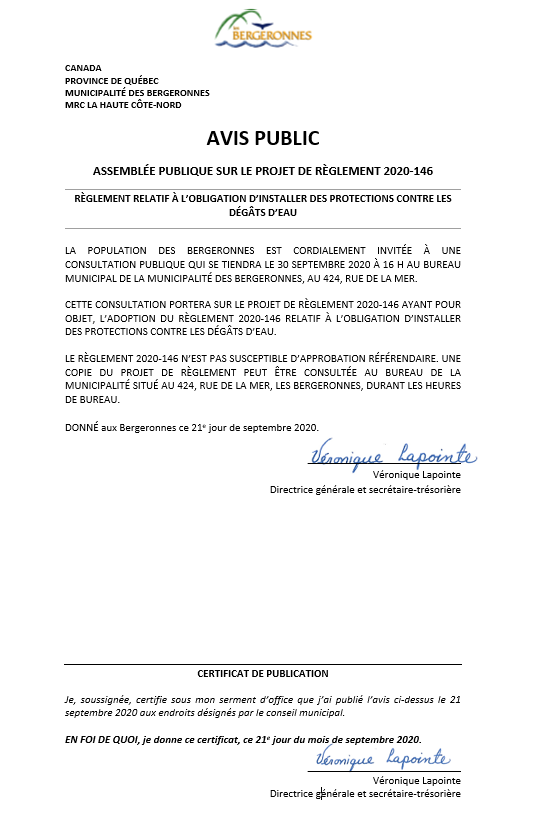 LES
BERGERONNES
CANADA
PROVINCE DE QUÉBEC
MUNICIPALITÉ DES BERGERONNES
MRC LA HAUTE CÔTE-NORD
AVIS PUBLIC
ASSEMBLÉE PUBLIQUE SUR LE PROJET DE RÈGLEMENT 2020-146
RÈGLEMENT RELATIF À L'OBLIGATION D'INSTALLER DES PROTECTIONS CONTRE LES
DÉGÂTS D'EAU
LA POPULATION DES BERGERONNES EST CORDIALEMENT INVITÉE À UNE
CONSULTATION PUBLIQUE QUI SE TIENDRA LE 30 SEPTEMBRE 2020 À 16 H AU BUREAU
MUNICIPAL DE LA MUNICIPALITÉ DES BERGERONNES, AU 424, RUE DE LA MER.
CETTE CONSULTATION PORTERA SUR LE PROJET DE RÈGLEMENT 2020-146 AYANT POUR
OBJET, L'ADOPTION DU RÈGLEMENT 2020-146 RELATIF À L'OBLIGATION D'INSTALLER
DES PROTECTIONS CONTRE LES DÉGÂTS D'EAU.
LE RÈGLEMENT 2020-146 N'EST PAS SUSCEPTIBLE D'APPROBATION RÉFÉRENDAIRE. UNE
COPIE DU PROJET DE RÈGLEMENT PEUT ÊTRE CONSULTÉE AU BUREAU DE LA
MUNICIPALITÉ SITUÉ AU 424, RUE DE LA MER, LES BERGERONNES, DURANT LES HEURES
DE BUREAU.
DONNÉ aux Bergeronnes ce 21e jour de septembre 2020.
Véronique Lapointe
Véronique Lapointe
Directrice générale et secrétaire-trésorière
CERTIFICAT DE PUBLICATION
Je, soussignée, certifie sous mon serment d'office que j'ai publié l'avis ci-dessus le 21
septembre 2020 aux endroits désignés par le conseil municipal.
EN FOI DE QUOI, je donne ce certificat, ce 21e jour du mois de septembre 2020.
Véronique Lapointe
Véronique Lapointe
Directrice générale et secrétaire-trésorière